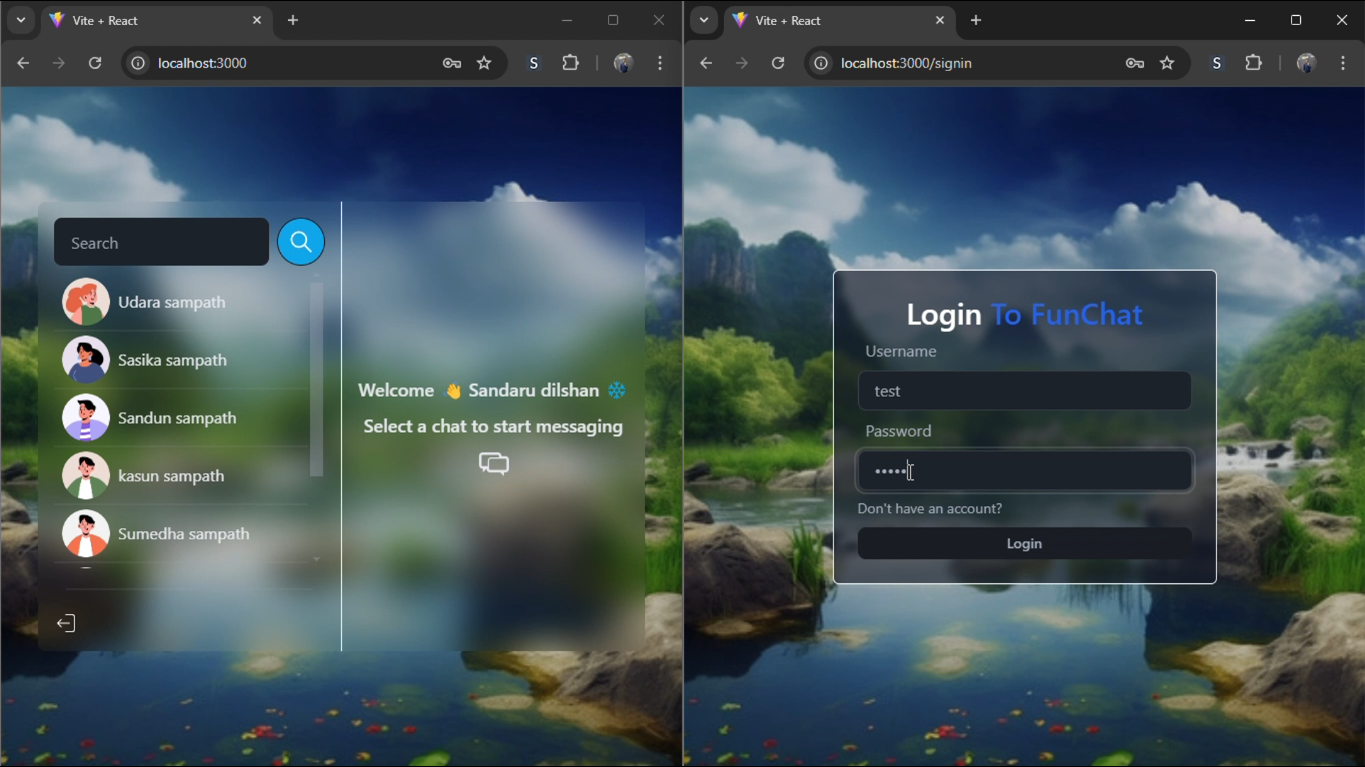 Vite + React
localhost:3000
S
Search
Udara sampath
Sasika sampath
Sandun sampath
kasun sampath
Sumedha sampath
Welcome 👋 Sandaru dilshan ❄
Select a chat to start messaging
Vite + React
localhost:3000/signin
S
Login To FunChat
Username
test
Password
•••••
Don't have an account?
Login